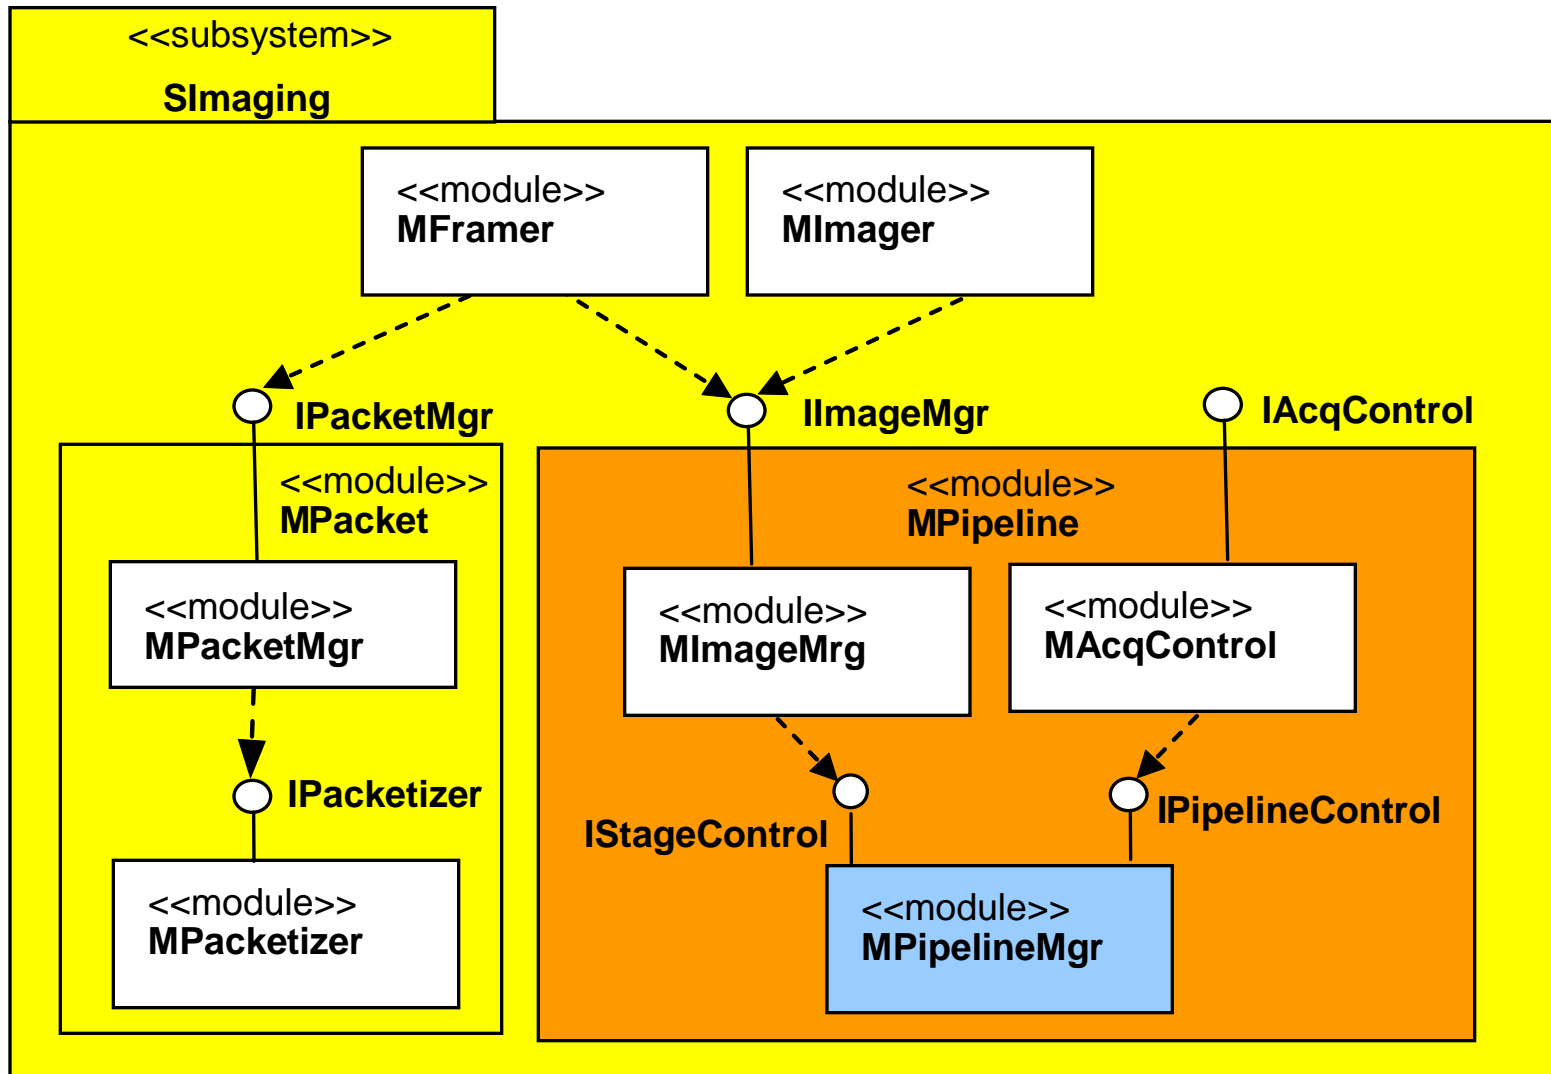 <<subsystem>>
SImaging
<<module>>
MFramer
<<module>>
MImager
IPacketMgr
IImageMgr
IAcqControl
<<module>>
MPacket
<<module>>
MPipeline
<<module>>
MPacketMgr
<<module>>
MImageMrg
<<module>>
MAcqControl
IPacketizer
IStageControl
IPipelineControl
<<module>>
MPacketizer
<<module>>
MPipelineMgr